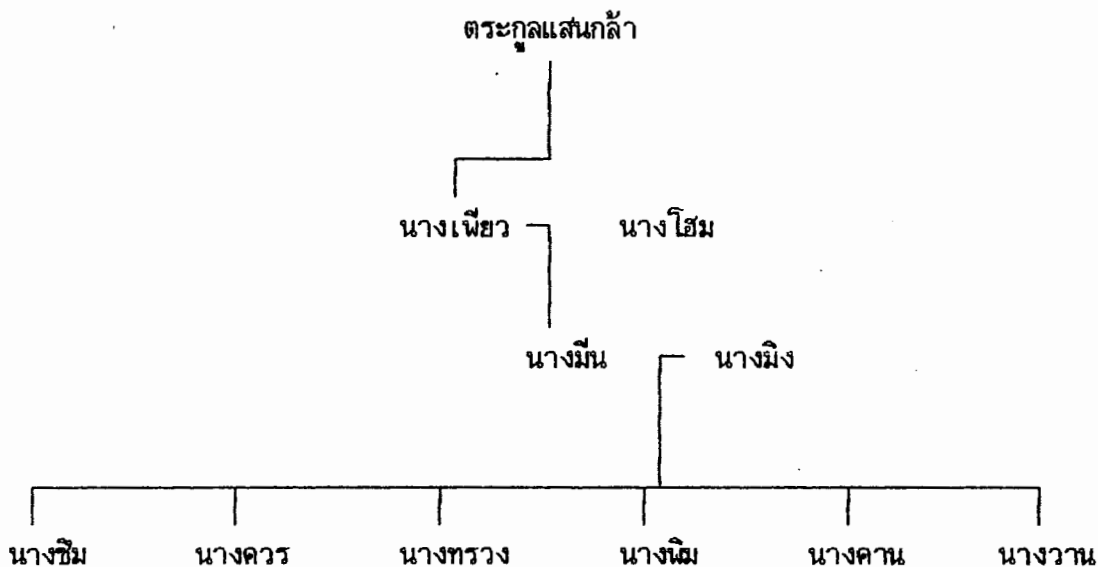 ตระกูลแสนกล้า
นางเพียว นางโฮม
นางมีน นางมิง
นางซึม นางควร นางทรวง นางพิม นางคาน นางวาน